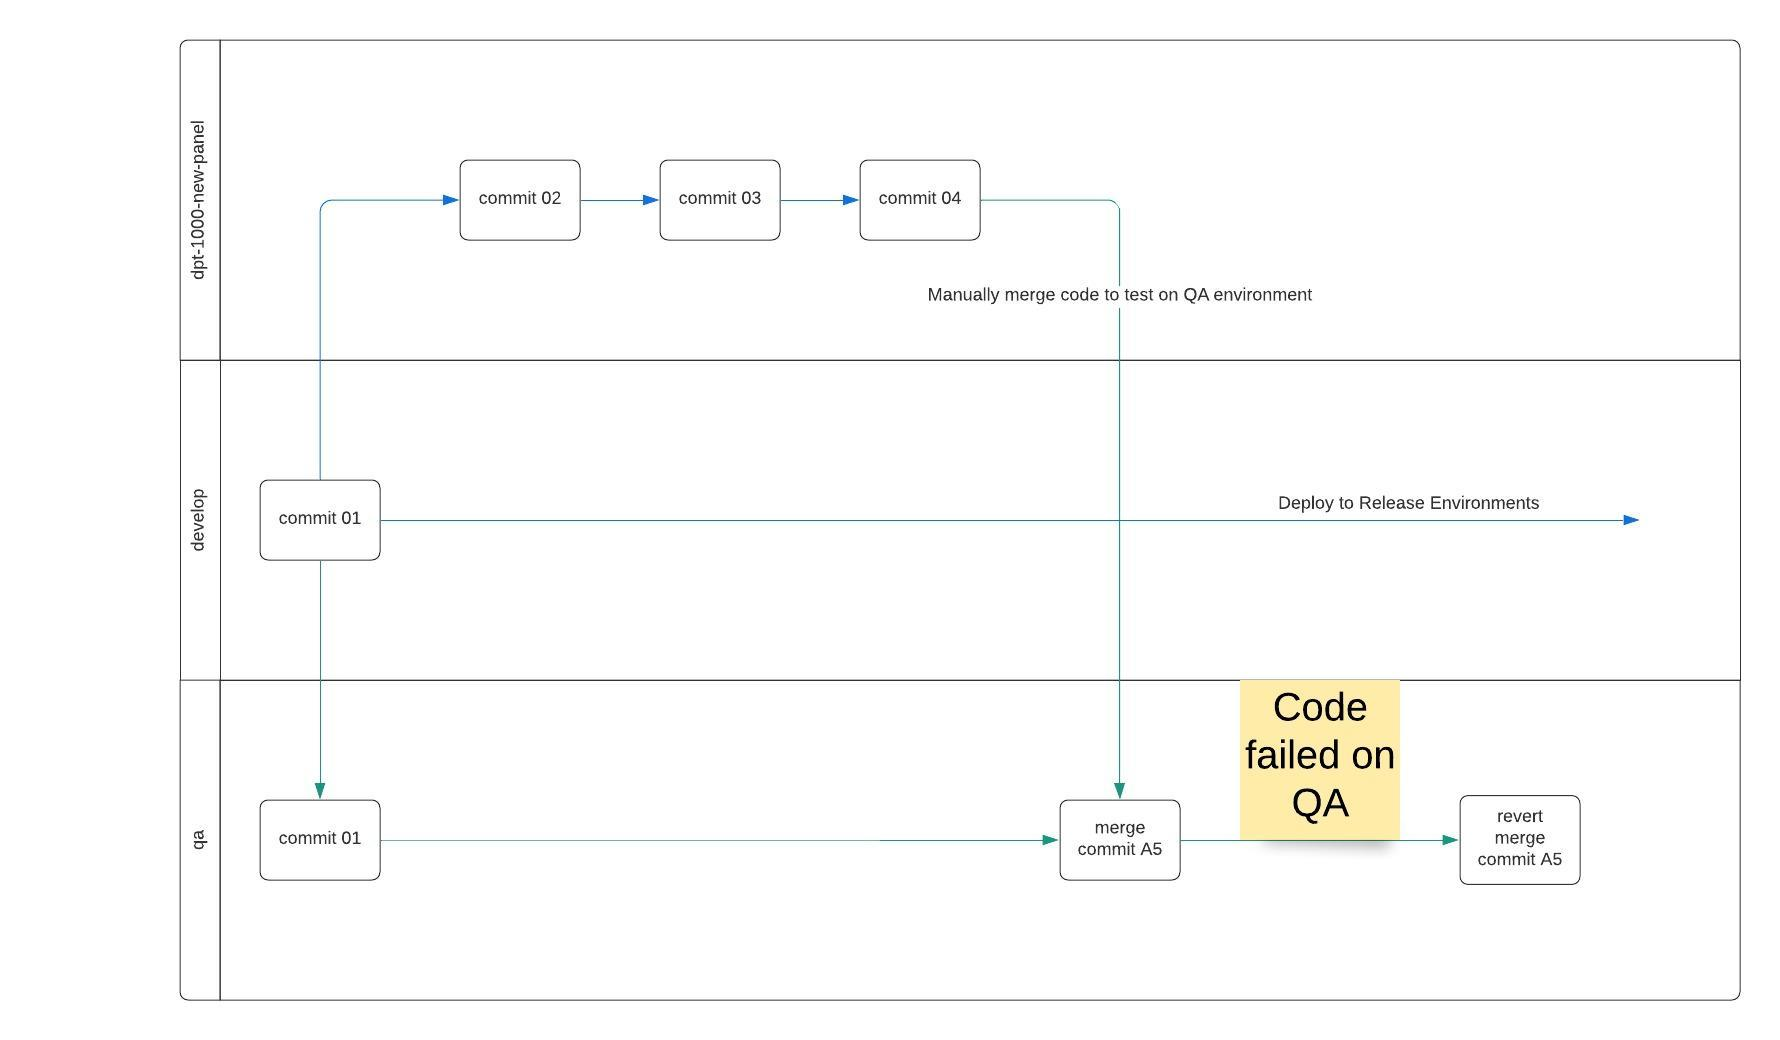 dpt-1000-new-panel
commit 02
commit 03
commit 04
Manually merge code to test on QA environment
develop
commit 01
Deploy to Release Environments
qa
commit 01
merge
commit A5
Code
failed on
QA
revert
merge
commit A5